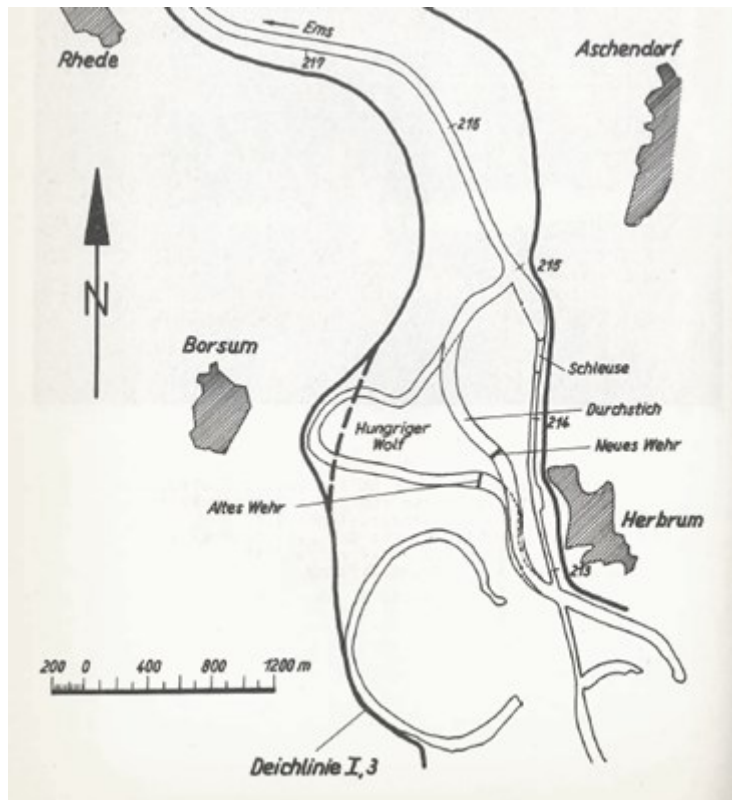 Rhede
Ems
217
Aschendorf
216
N
215
Borsum
Schleuse
Durchstich
214
Hungriger
Wolf
Neues Wehr
Altes Wehr
Herbrum
213
200 0 400 800 1200 m
Deichlinie I,3